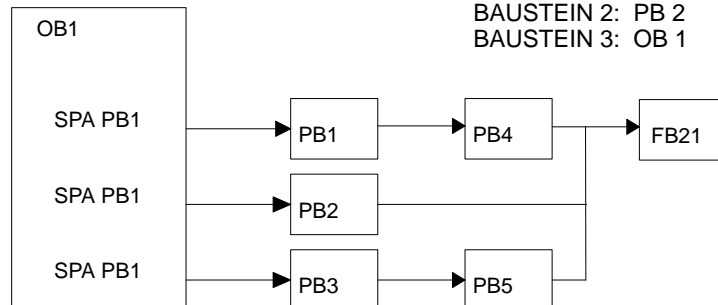 BAUSTEIN 2: PB 2
BAUSTEIN 3: OB 1
OB1
SPA PB1
PB1
PB4
FB21
SPA PB1
PB2
SPA PB1
PB3
PB5